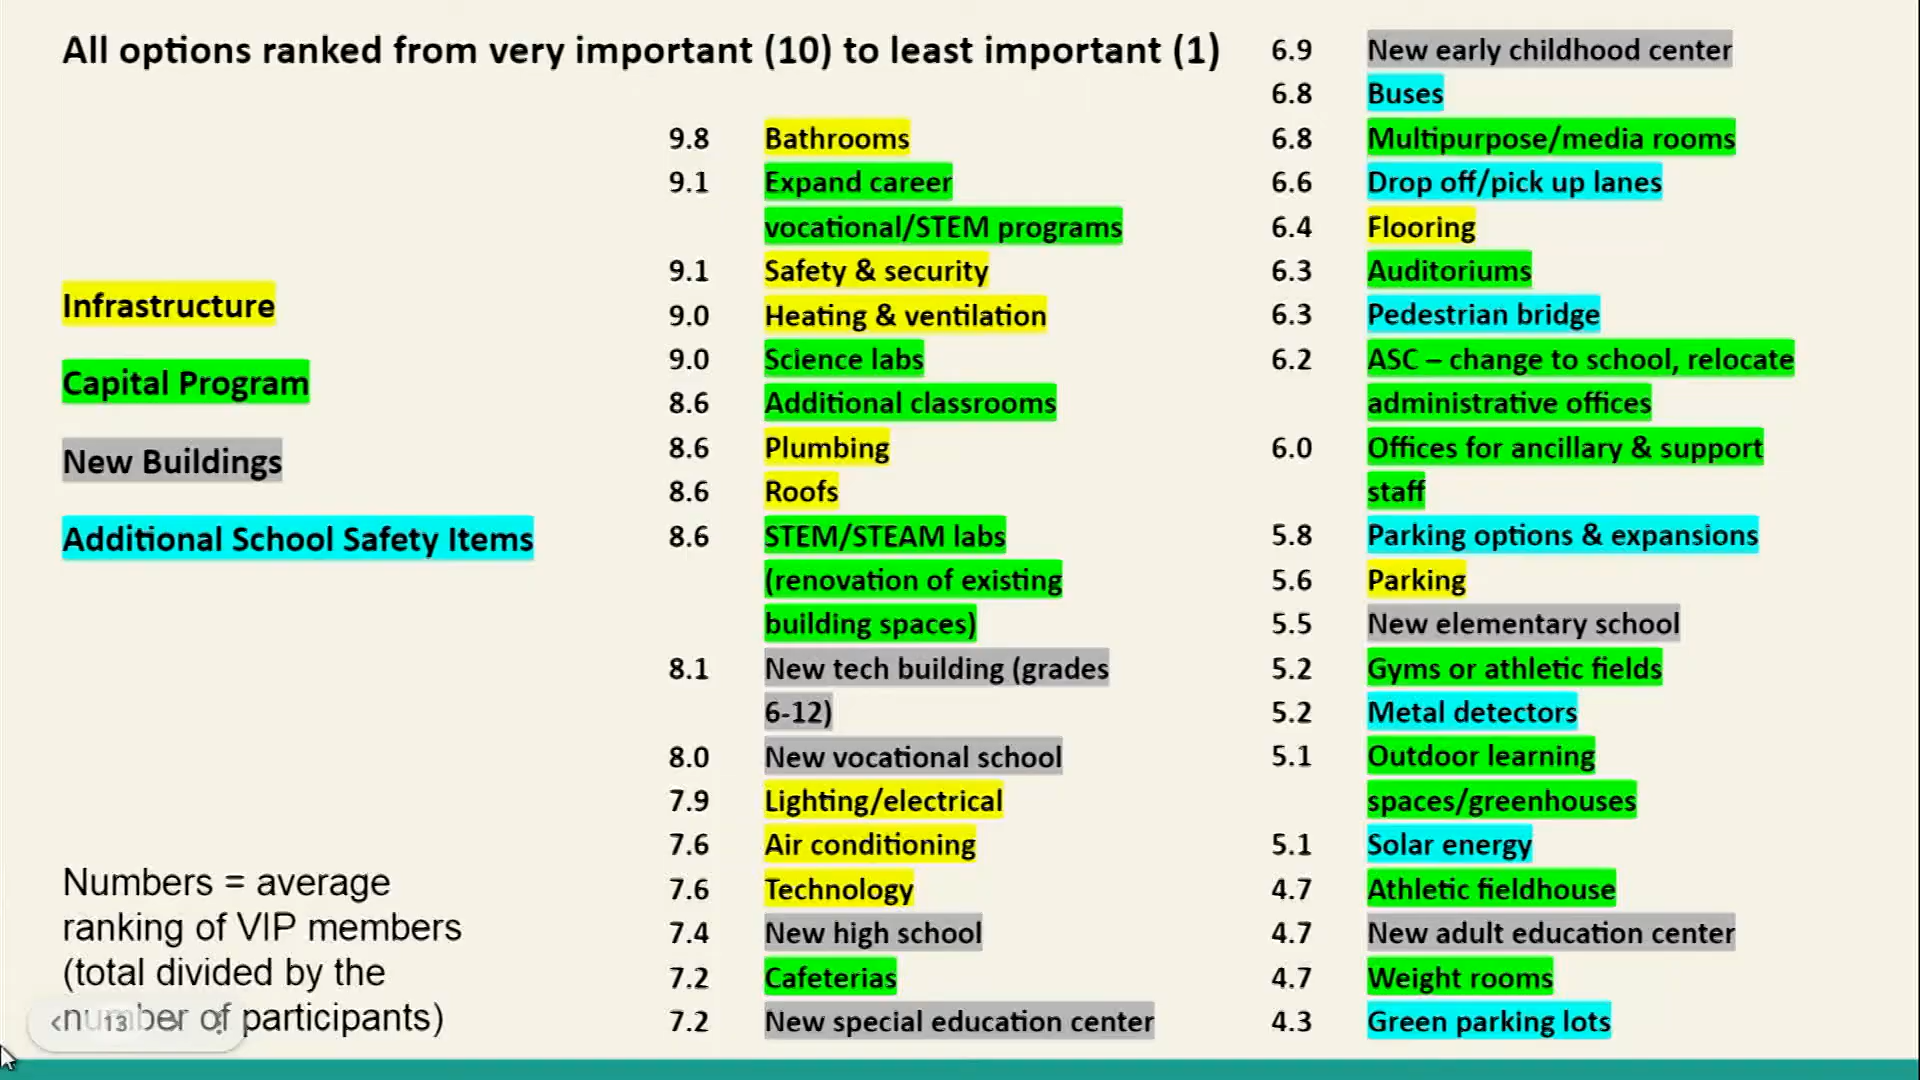 All options ranked from very important (10) to least important (1)
Infrastructure
Capital Program
New Buildings
Additional School Safety Items
Numbers = average
ranking of VIP members
(total divided by the
number of participants)
13
9.8 Bathrooms
9.1 Expand career
vocational/STEM programs
9.1 Safety & security
9.0 Heating & ventilation
9.0 Science labs
8.6 Additional classrooms
8.6 Plumbing
8.6 Roofs
8.6 STEM/STEAM labs
(renovation of existing
building spaces)
8.1 New tech building (grades
6-12)
8.0 New vocational school
7.9 Lighting/electrical
7.6 Air conditioning
7.6 Technology
7.4 New high school
7.2 Cafeterias
7.2 New special education center
6.9 New early childhood center
6.8 Buses
6.8 Multipurpose/media rooms
6.6 Drop off/pick up lanes
6.4 Flooring
6.3 Auditoriums
6.3 Pedestrian bridge
6.2 ASC – change to school, relocate
administrative offices
6.0 Offices for ancillary & support
staff
5.8 Parking options & expansions
5.6 Parking
5.5 New elementary school
5.2 Gyms or athletic fields
5.2 Metal detectors
5.1 Outdoor learning
spaces/greenhouses
5.1 Solar energy
4.7 Athletic fieldhouse
4.7 New adult education center
4.7 Weight rooms
4.3 Green parking lots